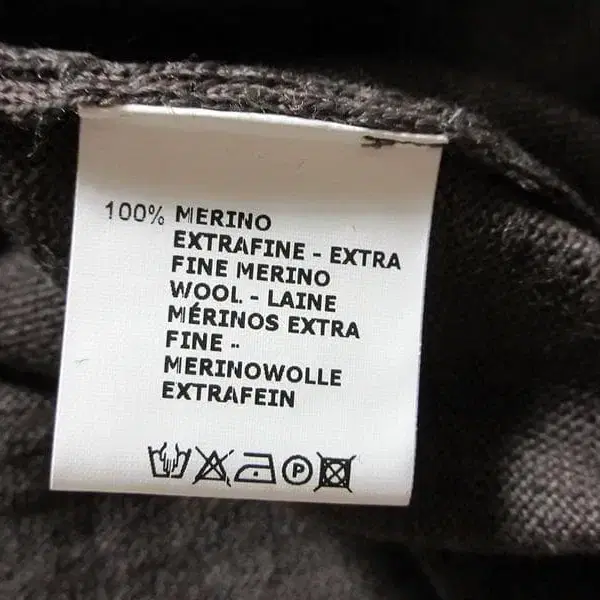 100% MERINO
EXTRAFINE - EXTRA
FINE MERINO
WOOL - LAINE
MÉRINOS EXTRA
FINE -
MERINOWOLLE
EXTRAFEIN
P